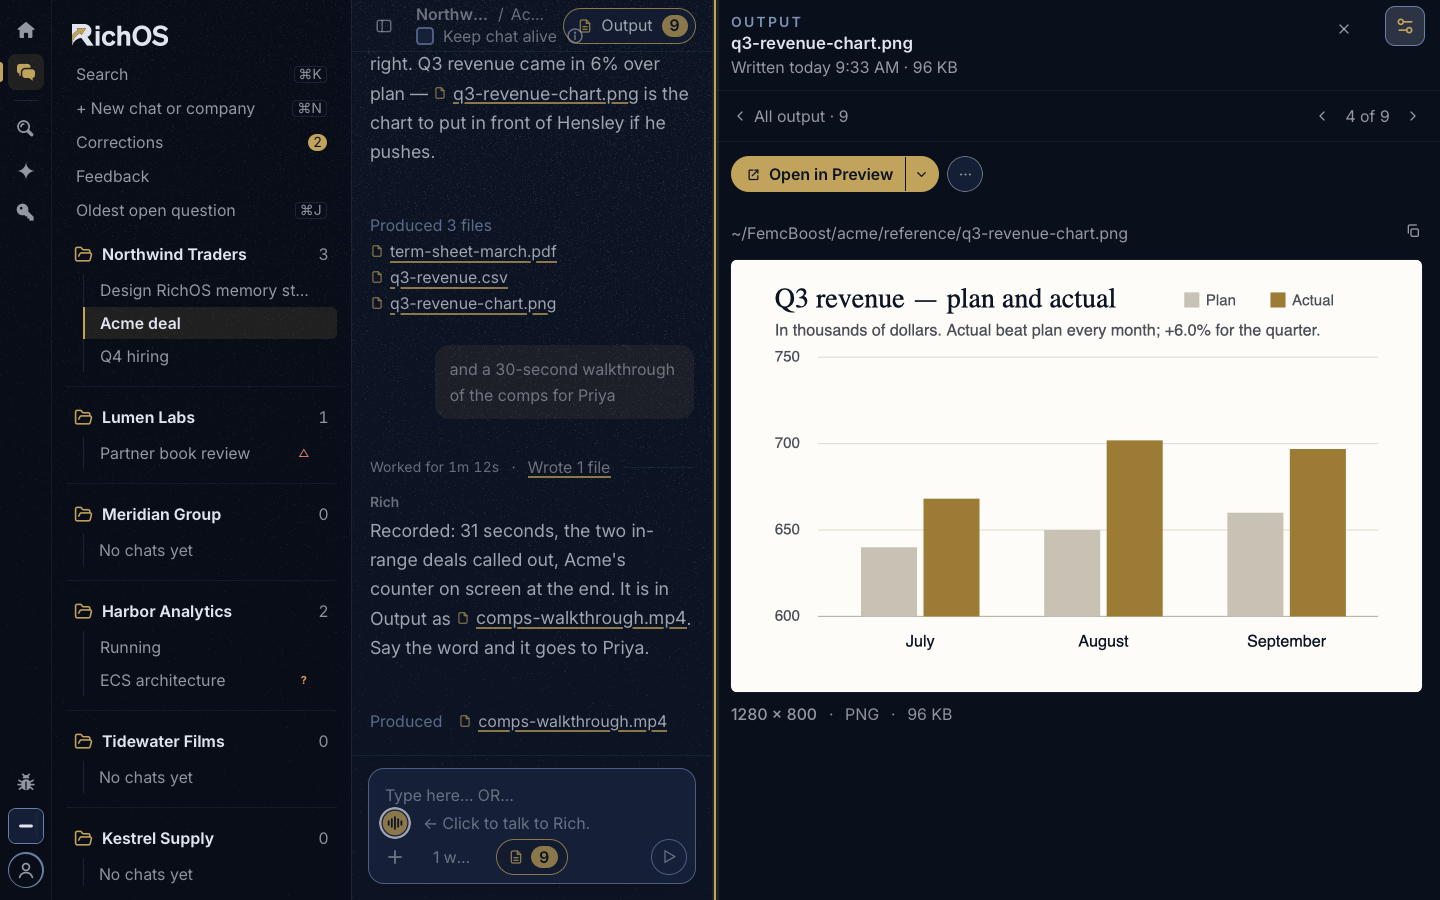 RichOS
Search ⌘K
+ New chat or company ⌘N
Corrections 2
Feedback
Oldest open question ⌘J
Northwind Traders 3
Design RichOS memory st...
Acme deal
Q4 hiring
Lumen Labs 1
Partner book review
Meridian Group 0
No chats yet
Harbor Analytics 2
Running
ECS architecture ?
Tidewater Films 0
No chats yet
Kestrel Supply 0
No chats yet
Northw... / Ac...
Keep chat alive
Output 9
right. Q3 revenue came in 6% over
plan — q3-revenue-chart.png is the
chart to put in front of Hensley if he
pushes.
Produced 3 files
term-sheet-march.pdf
q3-revenue.csv
q3-revenue-chart.png
and a 30-second walkthrough
of the comps for Priya
Worked for 1m 12s · Wrote 1 file
Rich
Recorded: 31 seconds, the two in-
range deals called out, Acme's
counter on screen at the end. It is in
Output as comps-walkthrough.mp4.
Say the word and it goes to Priya.
Produced comps-walkthrough.mp4
Type here... OR...
← Click to talk to Rich.
1 w... 9
OUTPUT
q3-revenue-chart.png
Written today 9:33 AM · 96 KB
All output · 9
4 of 9
Open in Preview
~/FemcBoost/acme/reference/q3-revenue-chart.png
Q3 revenue — plan and actual
Plan Actual
In thousands of dollars. Actual beat plan every month; +6.0% for the quarter.
750
700
650
600
July August September
1280 × 800 · PNG · 96 KB